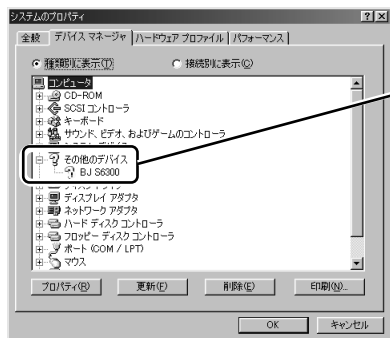 システムのプロパティ
全般 デバイス マネージャ ハードウェア プロファイル パフォーマンス
種類別に表示(T) 接続別に表示(C)
コンピュータ
CD-ROM
SCSI コントローラ
キーボード
サウンド、ビデオ、およびゲームのコントローラ
その他のデバイス
BJ S6300
ディスプレイ アダプタ
ネットワーク アダプタ
ハード ディスク コントローラ
フロッピー ディスク コントローラ
ポート (COM / LPT)
マウス
プロパティ(R) 更新(F) 削除(E) 印刷(N)...
OK キャンセル